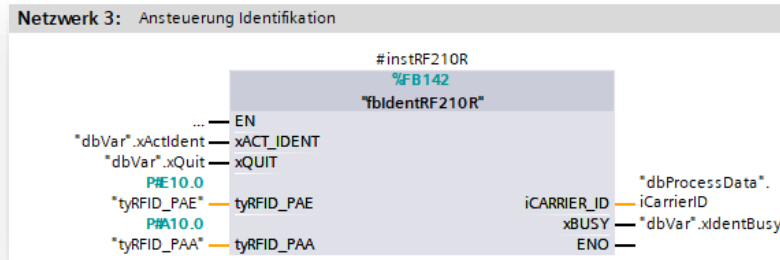 Netzwerk 3: Ansteuerung Identifikation
#instRF210R
%FB142
"fbIdentRF210R"
... EN
"dbVar".xActIdent xACT_IDENT
"dbVar".xQuit xQUIT
P#E10.0
"tyRFID_PAE" tyRFID_PAE
"dbProcessData".
iCARRIER_ID iCarrierID
P#A10.0
xBUSY "dbVar".xIdentBusy
"tyRFID_PAA" tyRFID_PAA ENO